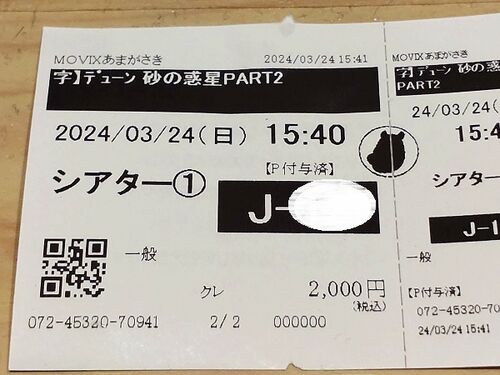 MOVIXあまがさき 2024/03/24 15:41
字】デューン 砂の惑星PART2
2024/03/24(日) 15:40
【P付与済】
シアター①
J-
一般
クレ 2,000円
(税込)
072-45320-70941 2/2 000000
MOVIXあまがさき
字】デューン 砂の惑
PART2
24/03/24
15:4
シアター
J-1
一般
【P付与済】
072-45320-70
24/03/24 15:41)